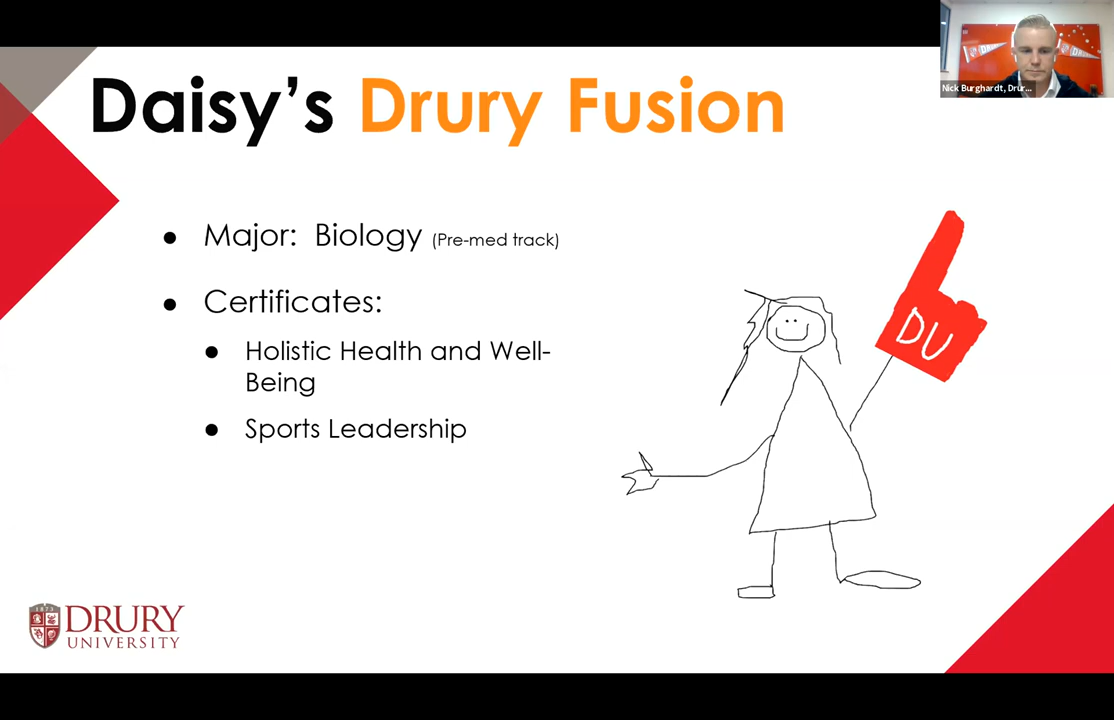 Daisy’s Drury Fusion
Nick Burghardt, Drur...
Major: Biology (Pre-med track)
Certificates:
Holistic Health and Well-
Being
Sports Leadership
DU
1873
DRURY
UNIVERSITY